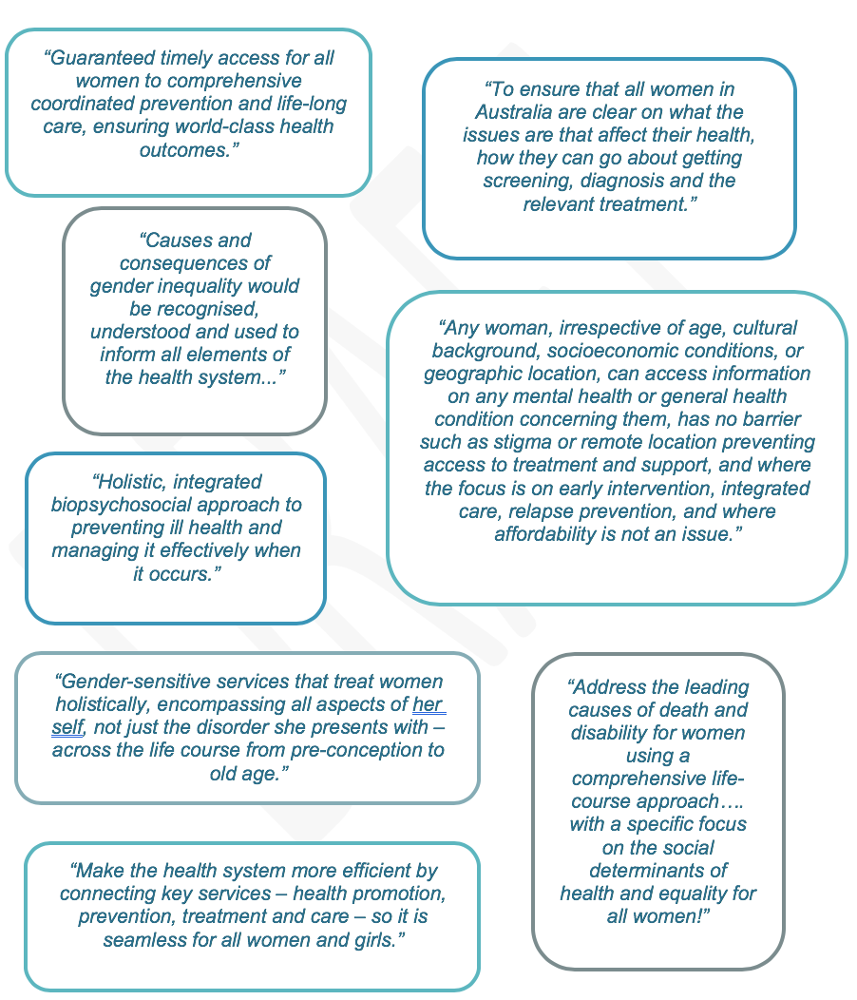 “Guaranteed timely access for all
women to comprehensive
coordinated prevention and life-long
care, ensuring world-class health
outcomes.”
“To ensure that all women in
Australia are clear on what the
issues are that affect their health,
how they can go about getting
screening, diagnosis and the
relevant treatment.”
“Causes and
consequences of
gender inequality would
be recognised,
understood and used to
inform all elements of
the health system...”
“Any woman, irrespective of age, cultural
background, socioeconomic conditions, or
geographic location, can access information
on any mental health or general health
condition concerning them, has no barrier
such as stigma or remote location preventing
access to treatment and support, and where
the focus is on early intervention, integrated
care, relapse prevention, and where
affordability is not an issue.”
“Holistic, integrated
biopsychosocial approach to
preventing ill health and
managing it effectively when
it occurs.”
“Gender-sensitive services that treat women
holistically, encompassing all aspects of her
self, not just the disorder she presents with –
across the life course from pre-conception to
old age.”
“Address the leading
causes of death and
disability for women
using a
comprehensive life-
course approach….
with a specific focus
on the social
determinants of
health and equality for
all women!”
“Make the health system more efficient by
connecting key services – health promotion,
prevention, treatment and care – so it is
seamless for all women and girls.”